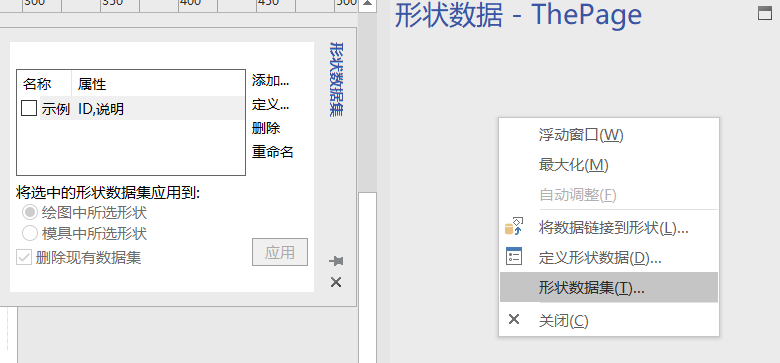 300 350 400 450 500
名称 属性
示例 ID,说明
添加...
定义...
删除
重命名
形状数据集
将选中的形状数据集应用到:
绘图中所选形状
模具中所选形状
删除现有数据集
应用
形状数据 - ThePage
浮动窗口(W)
最大化(M)
自动调整(F)
将数据链接到形状(L)...
定义形状数据(D)...
形状数据集(T)...
关闭(C)